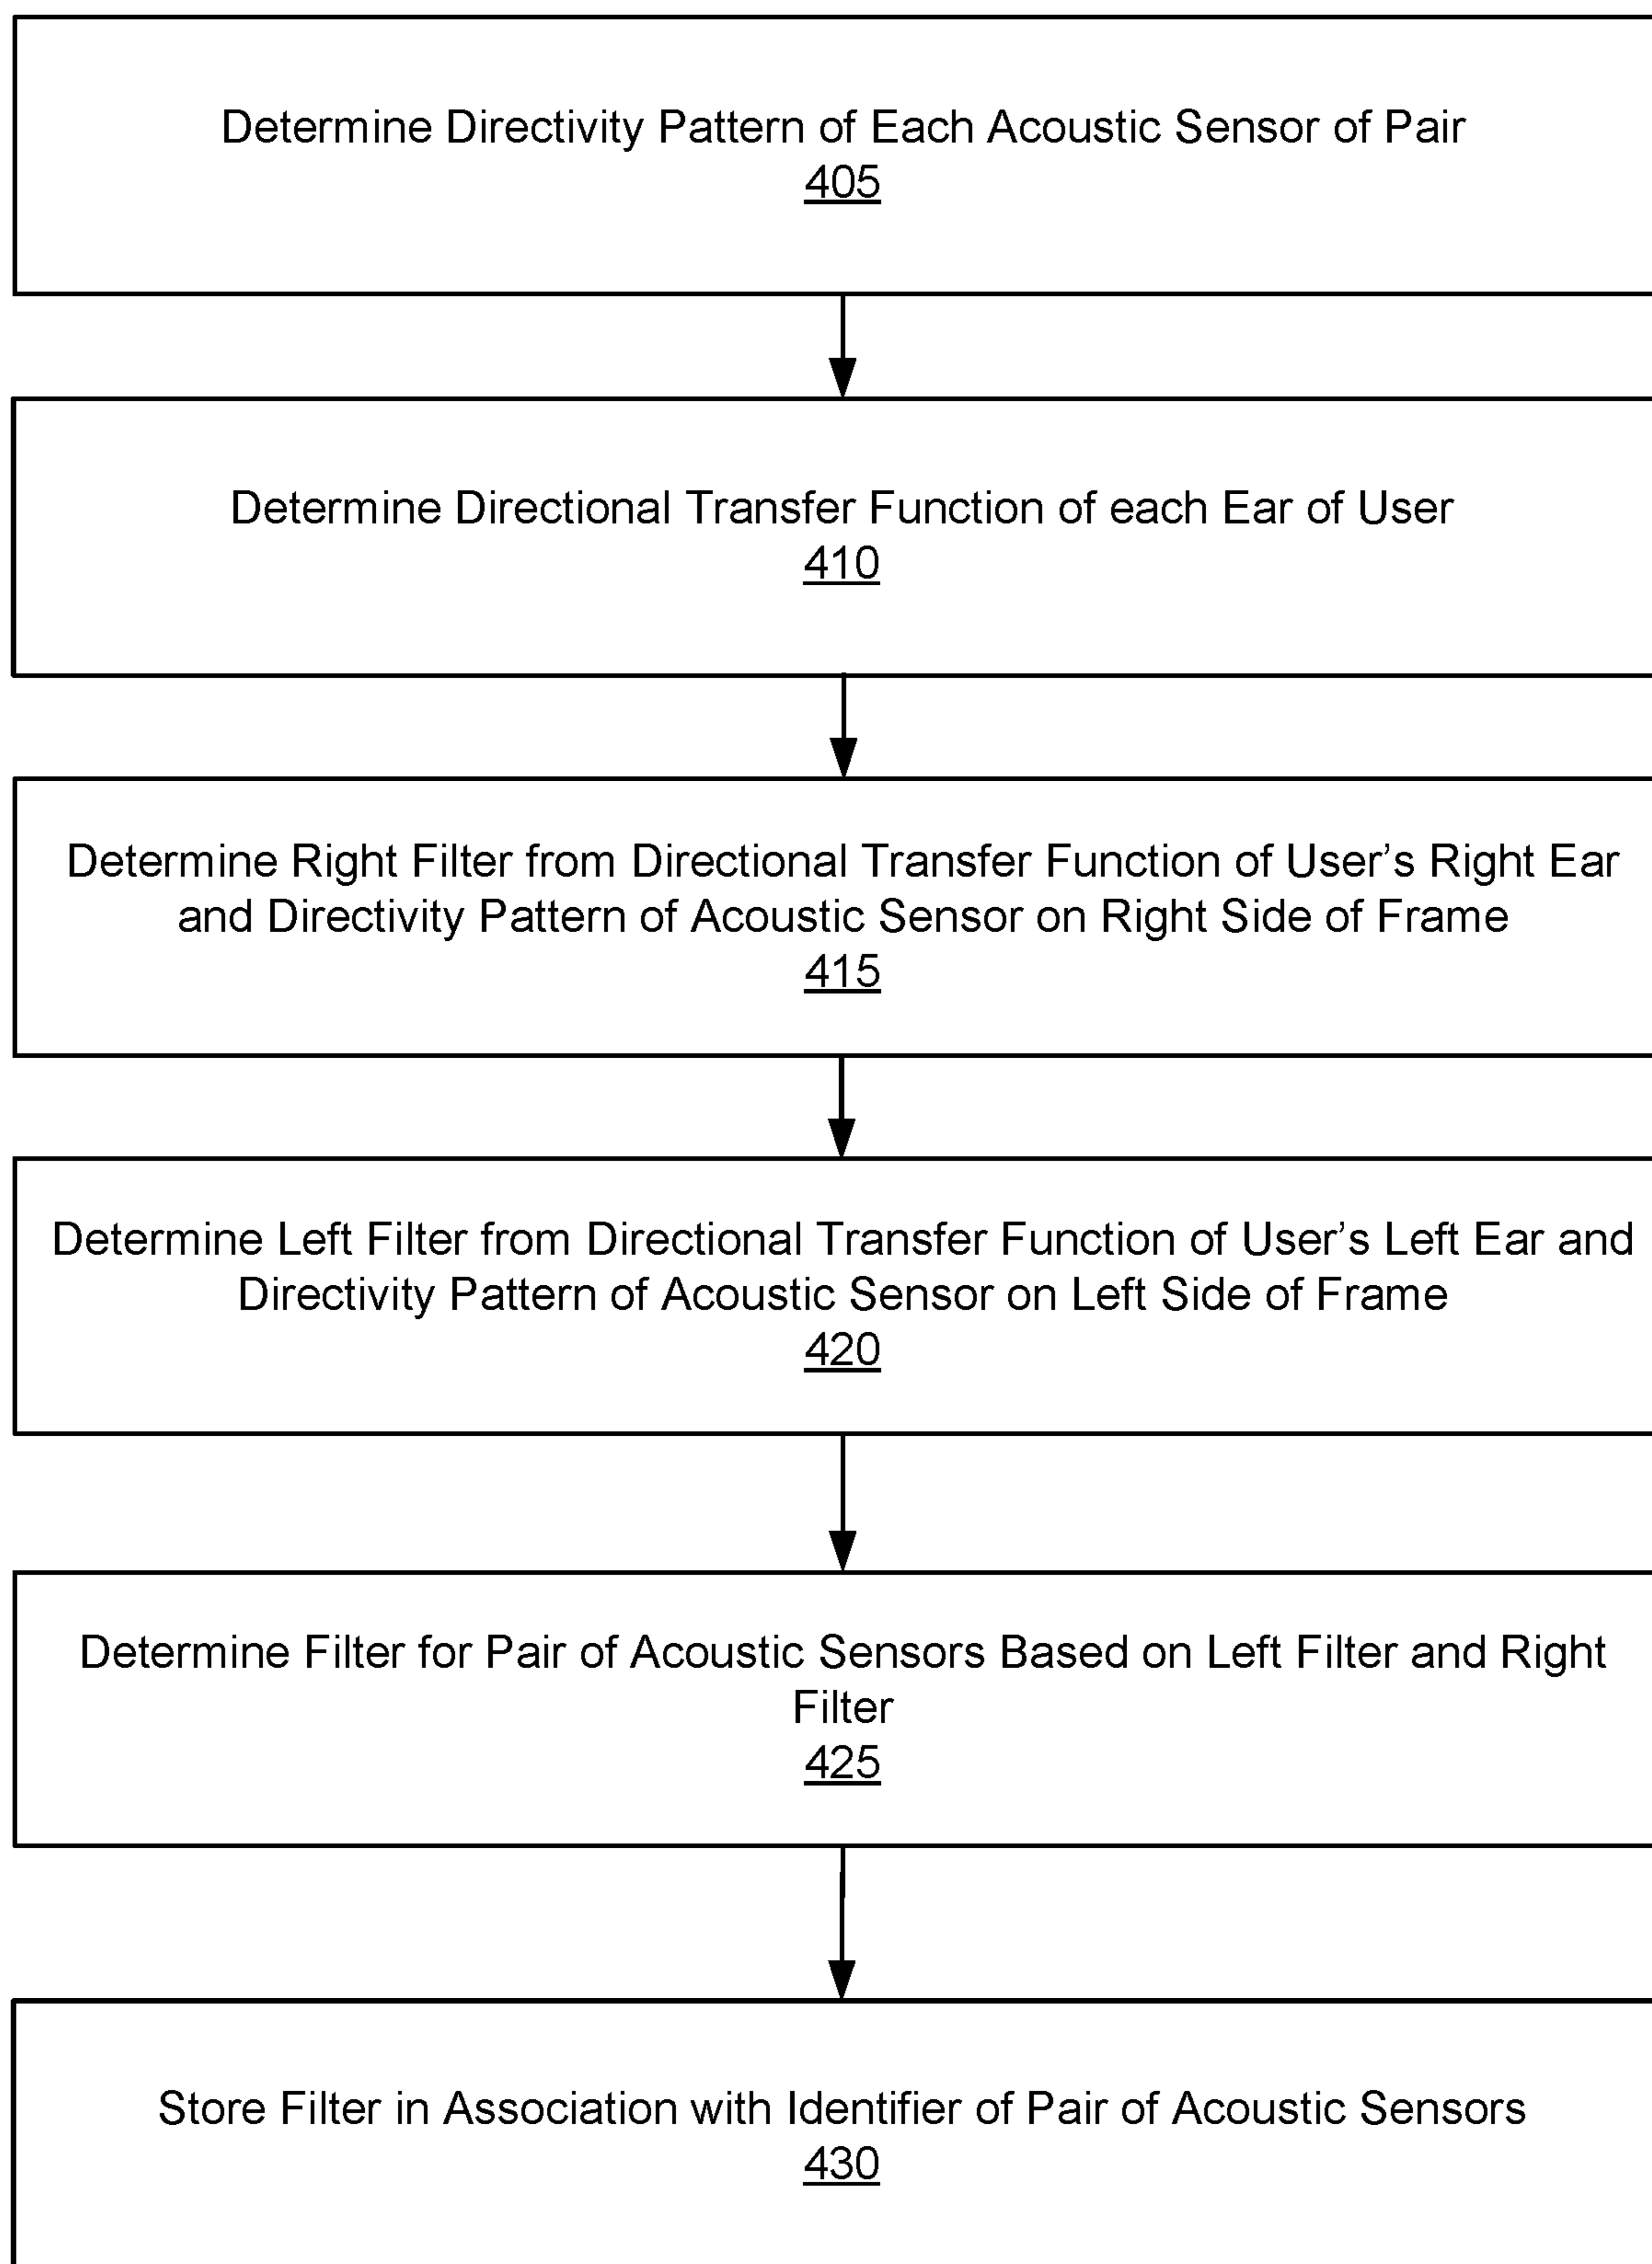 Determine Directivity Pattern of Each Acoustic Sensor of Pair
405
Determine Directional Transfer Function of each Ear of User
410
Determine Right Filter from Directional Transfer Function of User's Right Ear
and Directivity Pattern of Acoustic Sensor on Right Side of Frame
415
Determine Left Filter from Directional Transfer Function of User's Left Ear and
Directivity Pattern of Acoustic Sensor on Left Side of Frame
420
Determine Filter for Pair of Acoustic Sensors Based on Left Filter and Right
Filter
425
Store Filter in Association with Identifier of Pair of Acoustic Sensors
430